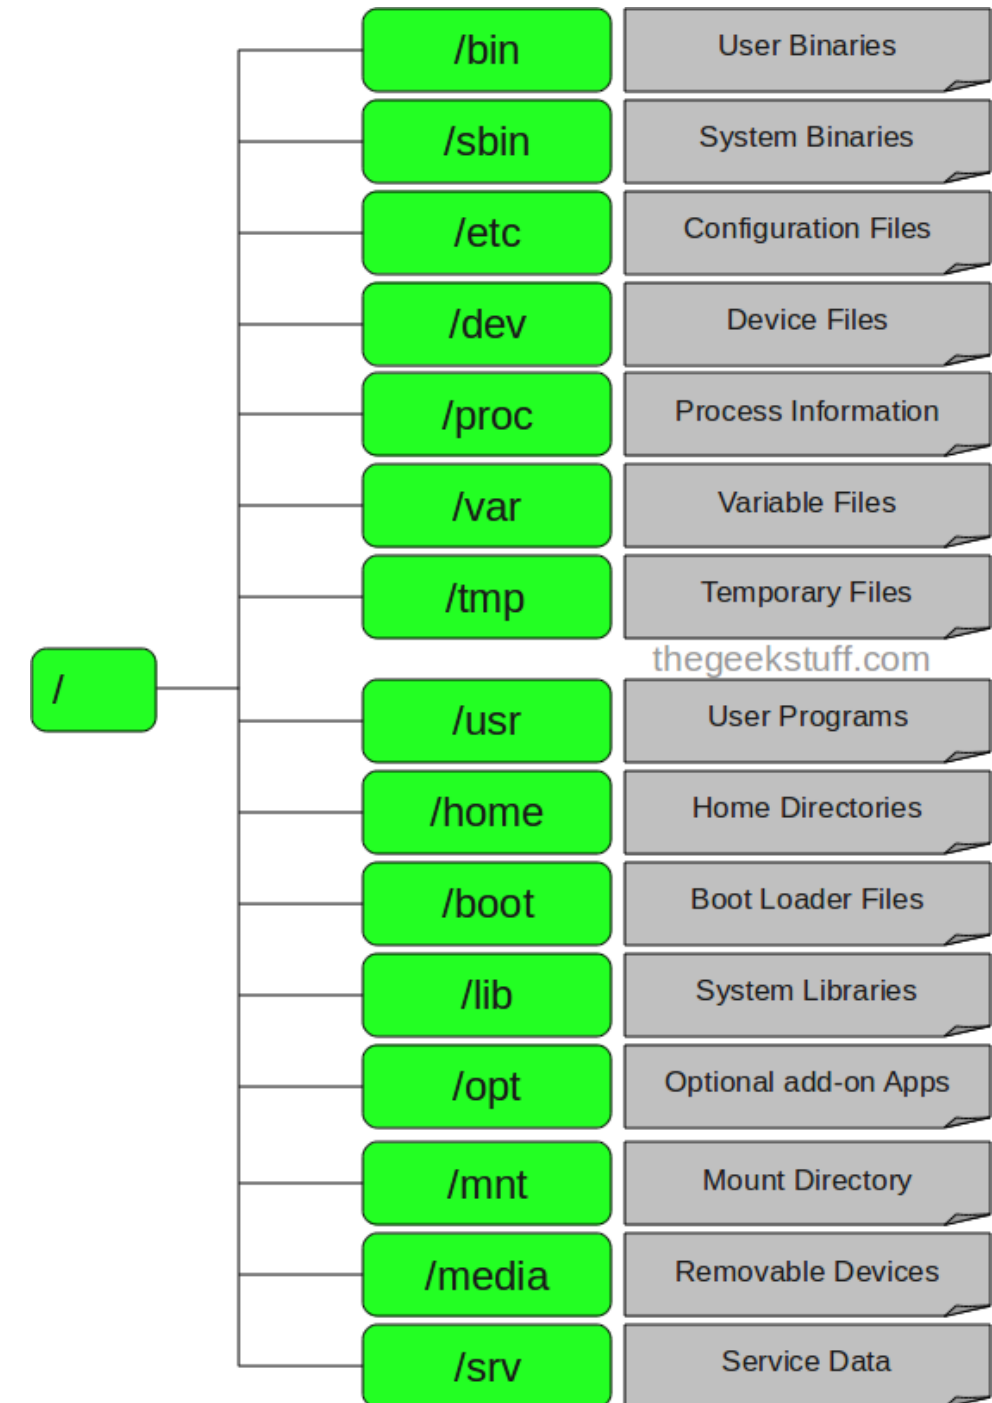 /bin User Binaries
/sbin System Binaries
/etc Configuration Files
/dev Device Files
/proc Process Information
/var Variable Files
/tmp Temporary Files
thegeekstuff.com
/
/usr User Programs
/home Home Directories
/boot Boot Loader Files
/lib System Libraries
/opt Optional add-on Apps
/mnt Mount Directory
/media Removable Devices
/srv Service Data